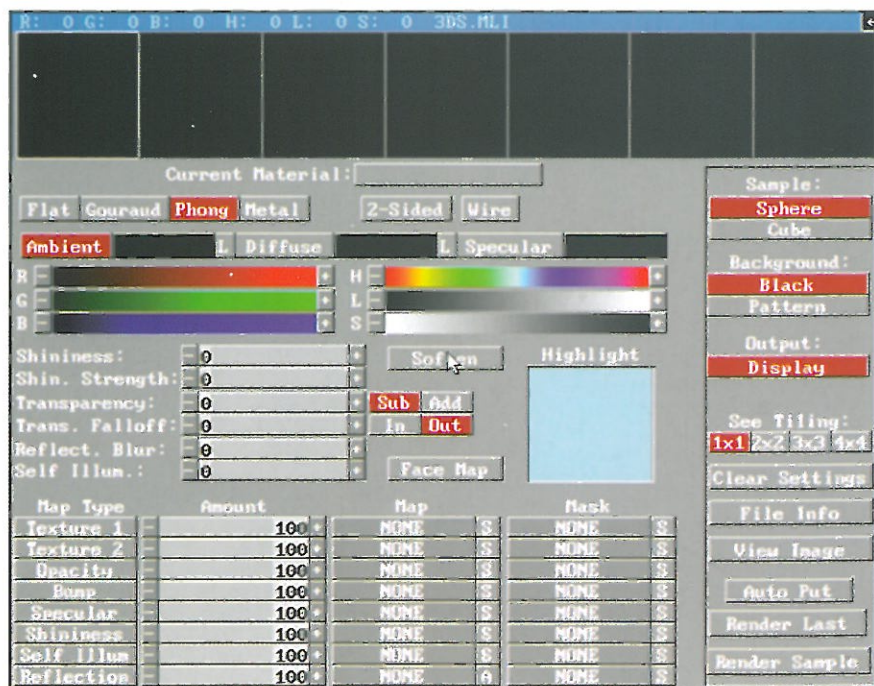 R: 0 G: 0 B: 0 H: 0 L: 0 S: 0 3DS.MLI
Current Material:
Flat Gouraud Phong Metal 2-Sided Wire
Ambient L Diffuse L Specular
R - + H - +
G - + L - +
B - + S - +
Shininess: - 0 + Soften Highlight
Shin. Strength: - 0 +
Transparency: - 0 + Sub Add
Trans. Falloff: - 0 + In Out
Reflect. Blur: - 0 +
Self Illum.: - 0 + Face Map
Map Type Amount Map Mask
Texture 1 - 100 + NONE S NONE S
Texture 2 - 100 + NONE S NONE S
Opacity - 100 + NONE S NONE S
Bump - 100 + NONE S NONE S
Specular - 100 + NONE S NONE S
Shininess - 100 + NONE S NONE S
Self Illum - 100 + NONE S NONE S
Reflection - 100 + NONE A NONE S
Sample:
Sphere
Cube
Background:
Black
Pattern
Output:
Display
See Tiling:
1x1 2x2 3x3 4x4
Clear Settings
File Info
View Image
Auto Put
Render Last
Render Sample